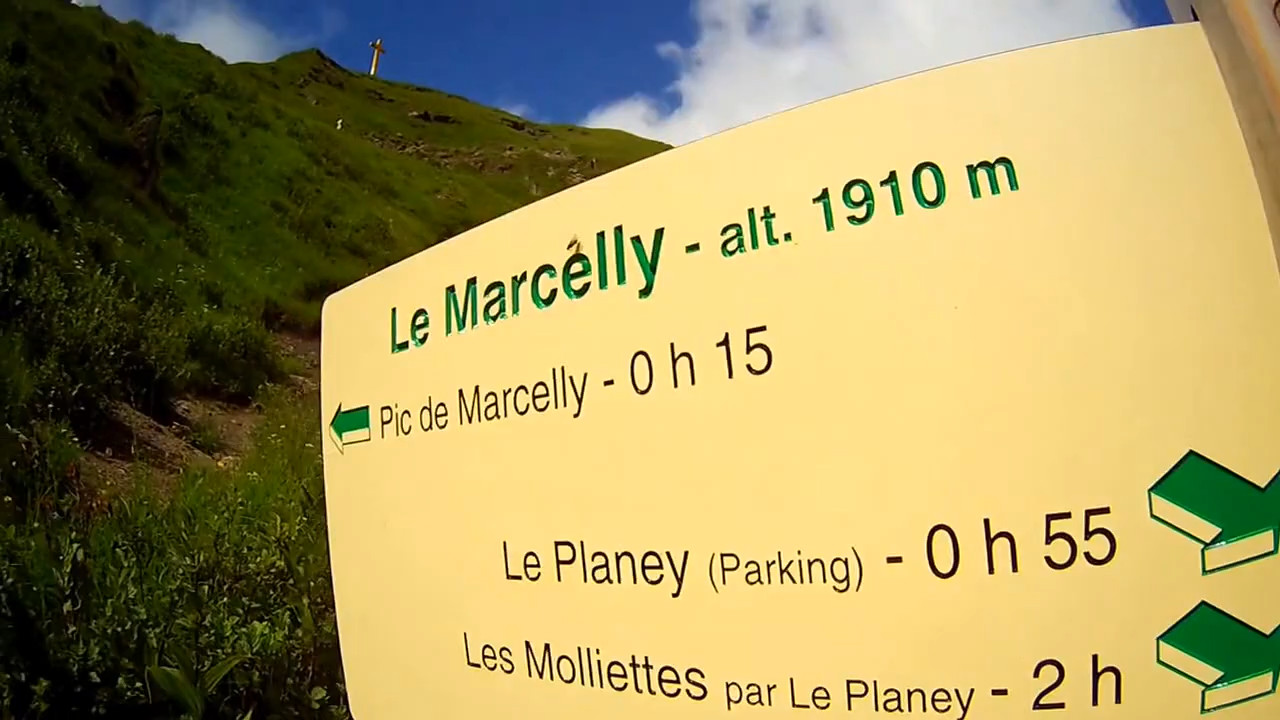 Le Marcélly - alt. 1910 m
Pic de Marcelly - 0 h 15
Le Planey (Parking) - 0 h 55
Les Molliettes par Le Planey - 2 h